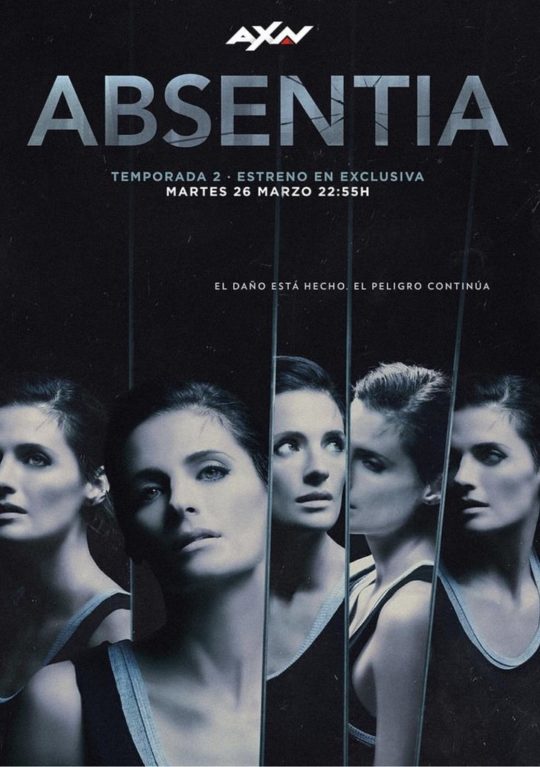 AXN
ABSENTIA
TEMPORADA 2 · ESTRENO EN EXCLUSIVA
MARTES 26 MARZO 22:55H
EL DAÑO ESTÁ HECHO. EL PELIGRO CONTINÚA